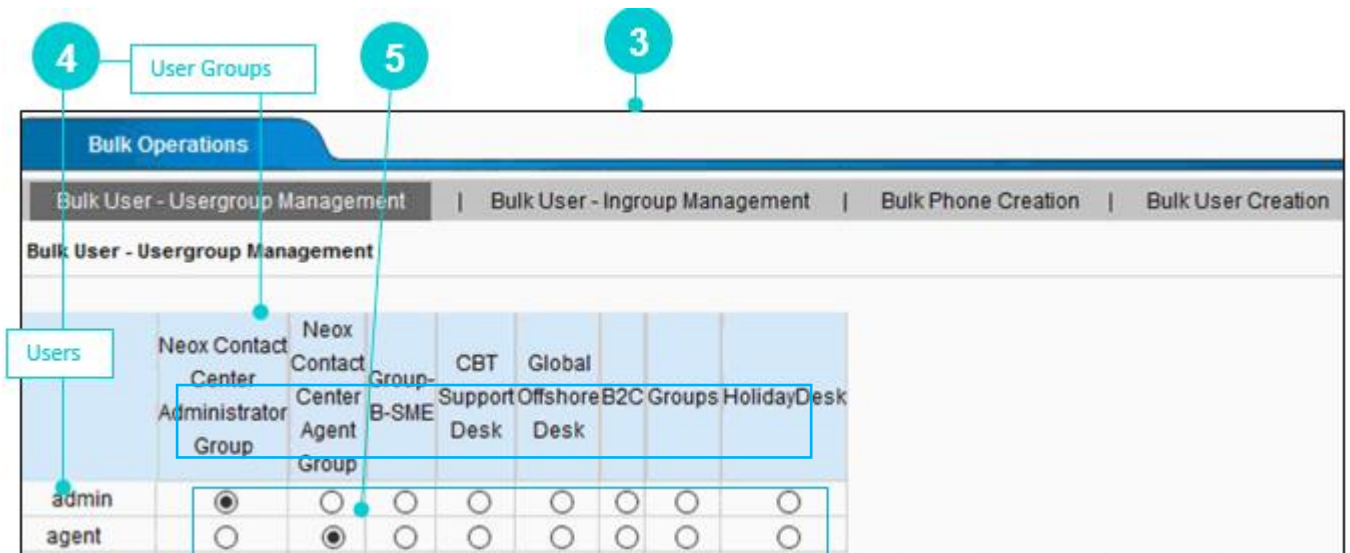 4
User Groups
5
3
Bulk Operations
Bulk User - Usergroup Management | Bulk User - Ingroup Management | Bulk Phone Creation | Bulk User Creation
Bulk User - Usergroup Management
Users
Neox Contact
Center
Administrator
Group
Neox
Contact
Center
Agent
Group
Group-
B-SME
CBT
Support
Desk
Global
Offshore
Desk
B2C
Groups
HolidayDesk
admin
agent